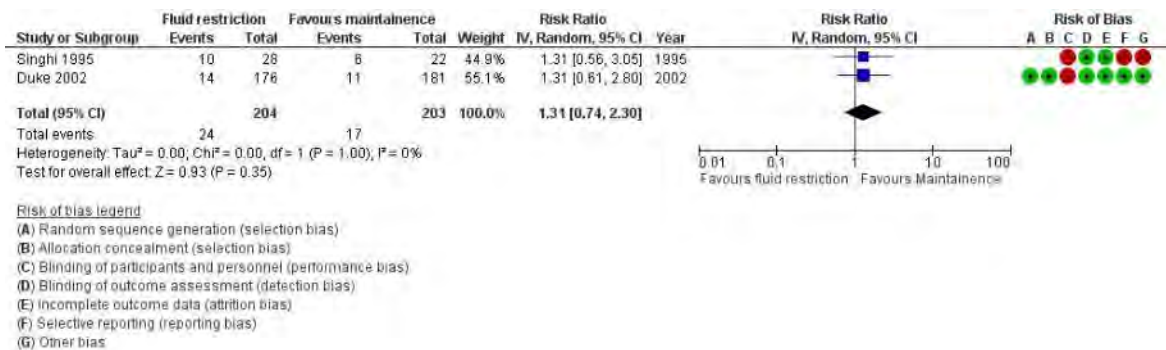 Fluid restriction Favours maintainence Risk Ratio Risk Ratio Risk of Bias
Study or Subgroup Events Total Events Total Weight IV, Random, 95% CI Year IV, Random, 95% CI A B C D E F G
Singhi 1995 10 28 6 22 44.9% 1.31 [0.56, 3.05] 1995
Duke 2002 14 176 11 181 55.1% 1.31 [0.61, 2.80] 2002
Total (95% CI) 204 203 100.0% 1.31 [0.74, 2.30]
Total events 24 17
Heterogeneity: Tau² = 0.00; Chi² = 0.00, df = 1 (P = 1.00); I² = 0%
Test for overall effect: Z = 0.93 (P = 0.35)
0.01 0.1 1 10 100
Favours fluid restriction Favours Maintainence
Risk of bias legend
(A) Random sequence generation (selection bias)
(B) Allocation concealment (selection bias)
(C) Blinding of participants and personnel (performance bias)
(D) Blinding of outcome assessment (detection bias)
(E) Incomplete outcome data (attrition bias)
(F) Selective reporting (reporting bias)
(G) Other bias